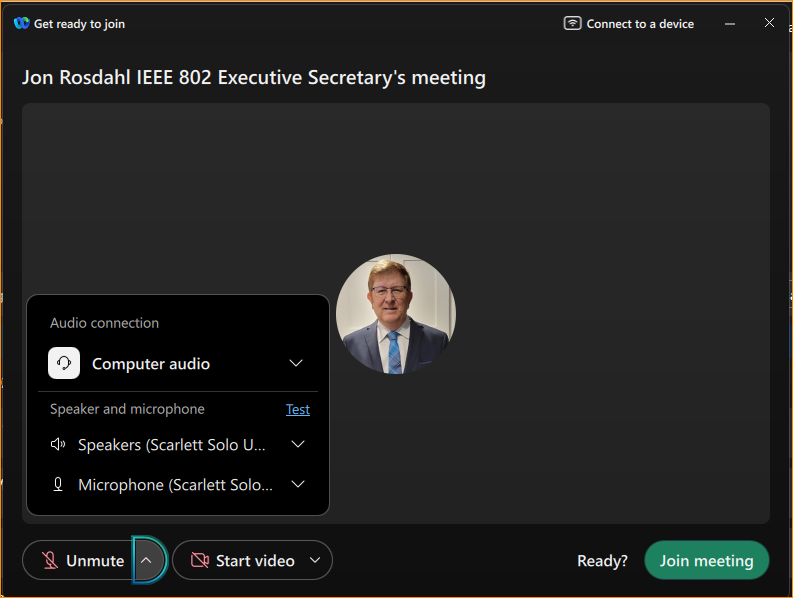 Get ready to join
Connect to a device
Jon Rosdahl IEEE 802 Executive Secretary's meeting
Audio connection
Computer audio
Speaker and microphone
Test
Speakers (Scarlett Solo U...
Microphone (Scarlett Solo...
Unmute
Start video
Ready?
Join meeting